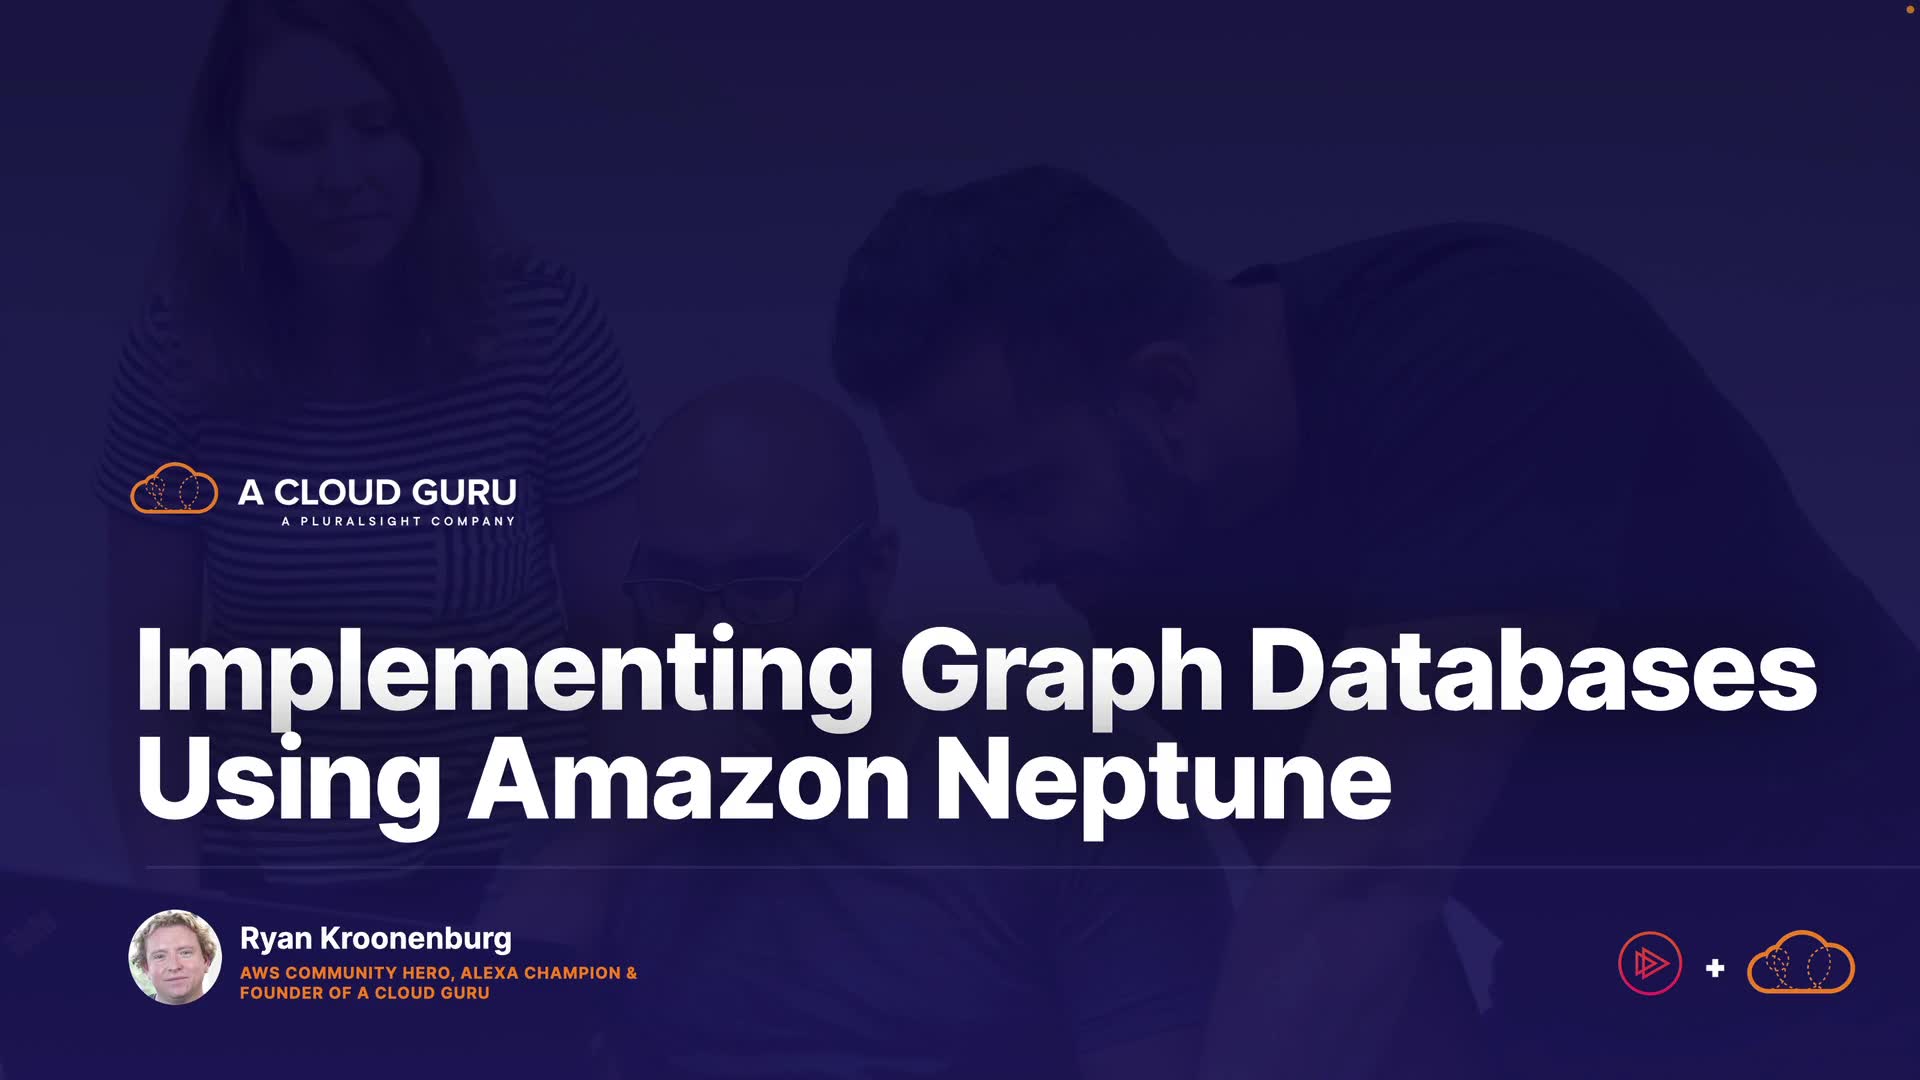 A CLOUD GURU
A PLURALSIGHT COMPANY
Implementing Graph Databases
Using Amazon Neptune
Ryan Kroonenburg
AWS COMMUNITY HERO, ALEXA CHAMPION &
FOUNDER OF A CLOUD GURU
+